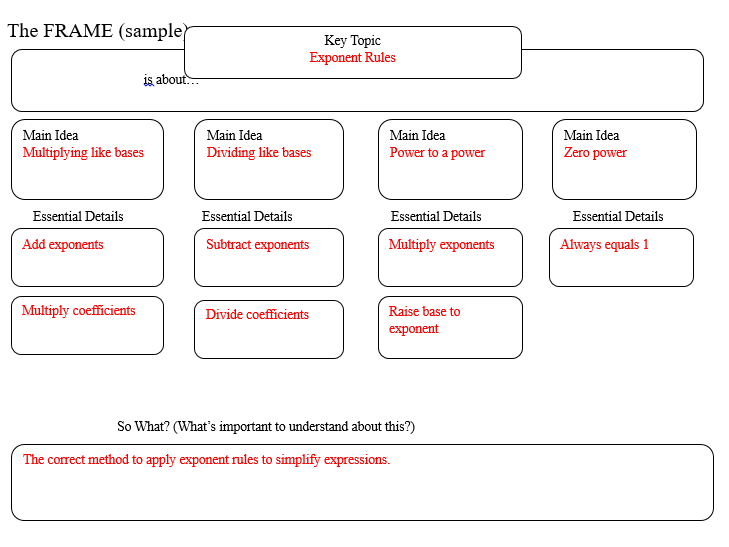 The FRAME (sample)
Key Topic
Exponent Rules
is about…
Main Idea
Multiplying like bases
Main Idea
Dividing like bases
Main Idea
Power to a power
Main Idea
Zero power
Essential Details
Essential Details
Essential Details
Essential Details
Add exponents
Subtract exponents
Multiply exponents
Always equals 1
Multiply coefficients
Divide coefficients
Raise base to
exponent
So What? (What’s important to understand about this?)
The correct method to apply exponent rules to simplify expressions.